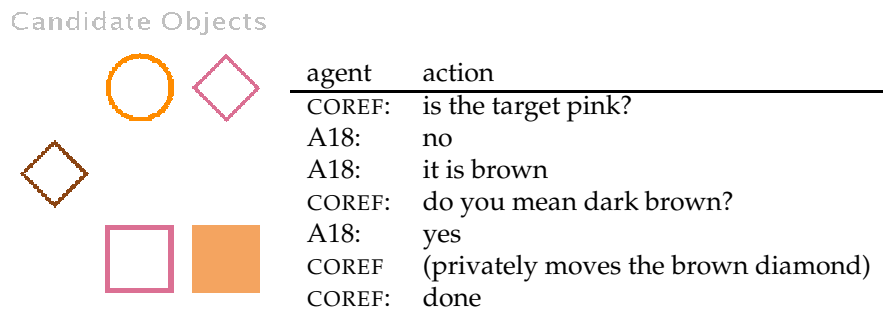 Candidate Objects
agent action
COREF: is the target pink?
A18: no
A18: it is brown
COREF: do you mean dark brown?
A18: yes
COREF (privately moves the brown diamond)
COREF: done